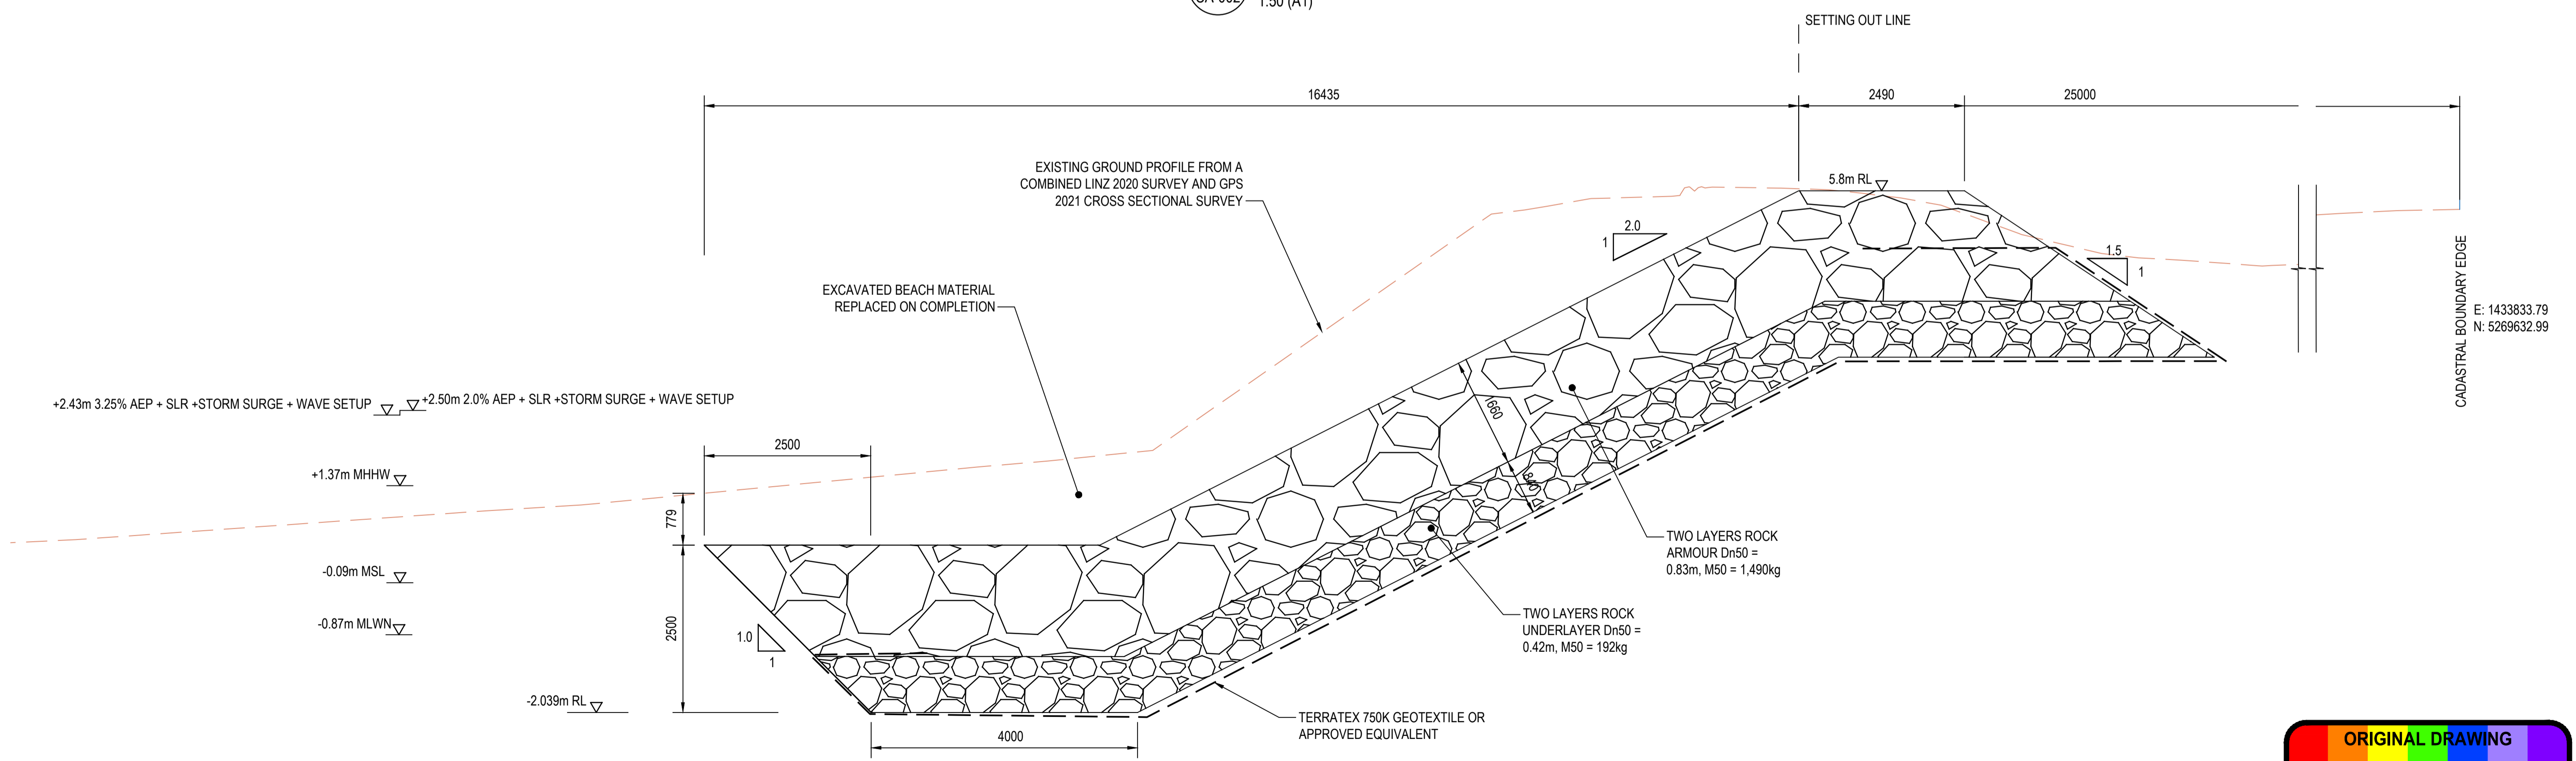 1:50 (A1)
SETTING OUT LINE
16435
2490
25000
EXISTING GROUND PROFILE FROM A
COMBINED LINZ 2020 SURVEY AND GPS
2021 CROSS SECTIONAL SURVEY
5.8m RL
2.0
1
1.5
1
EXCAVATED BEACH MATERIAL
REPLACED ON COMPLETION
CADASTRAL BOUNDARY EDGE
E: 1433833.79
N: 5269632.99
+2.43m 3.25% AEP + SLR +STORM SURGE + WAVE SETUP
+2.50m 2.0% AEP + SLR +STORM SURGE + WAVE SETUP
1660
840
2500
+1.37m MHHW
779
TWO LAYERS ROCK
ARMOUR Dn50 =
0.83m, M50 = 1,490kg
-0.09m MSL
-0.87m MLWN
2500
1.0
1
TWO LAYERS ROCK
UNDERLAYER Dn50 =
0.42m, M50 = 192kg
-2.039m RL
TERRATEX 750K GEOTEXTILE OR
APPROVED EQUIVALENT
4000
ORIGINAL DRAWING